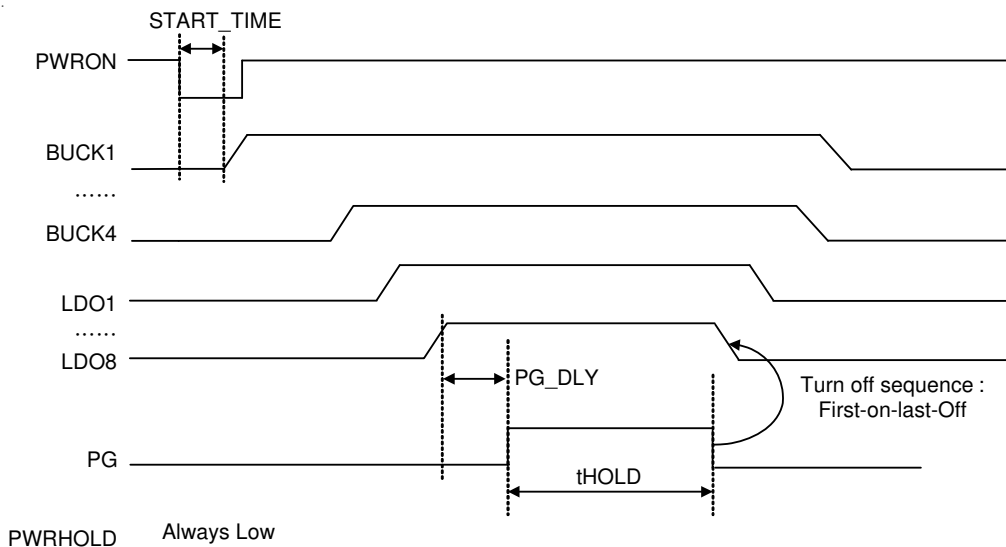 START_TIME
PWRON
BUCK1
……
BUCK4
LDO1
……
LDO8
PG_DLY
Turn off sequence :
First-on-last-Off
PG
tHOLD
PWRHOLD Always Low